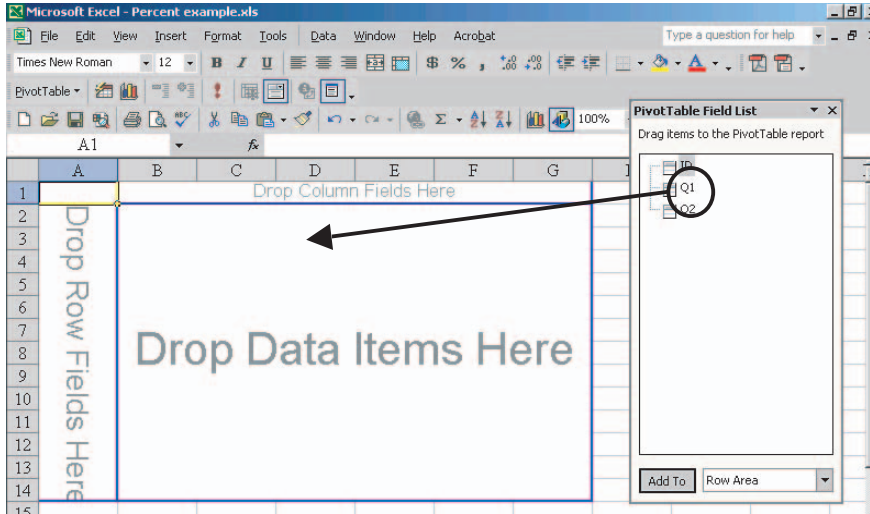 Microsoft Excel - Percent example.xls
File Edit View Insert Format Tools Data Window Help Acrobat Type a question for help
Times New Roman 12 B I U $ % , .00 .00
PivotTable
ABC Σ 100%
PivotTable Field List
Drag items to the PivotTable report
A1 fx
A B C D E F G
1 Drop Column Fields Here
2
3
4
5
6
7
8
9
10
11
12
13
14
15
Drop Row Fields Here
Drop Data Items Here
ID
Q1
Q2
Add To Row Area